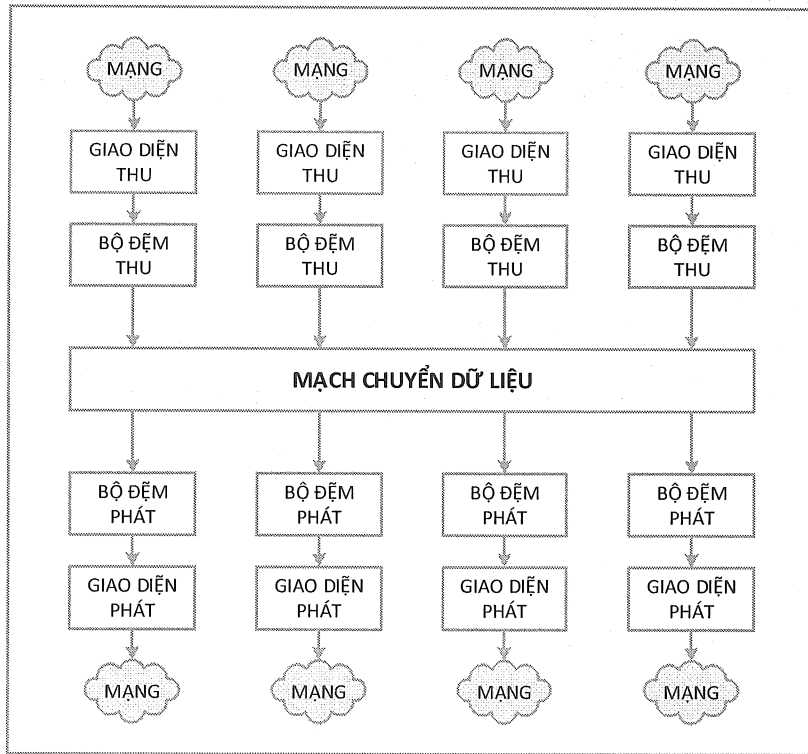 MẠNG MẠNG MẠNG MẠNG
GIAO DIỆN GIAO DIỆN GIAO DIỆN GIAO DIỆN
THU THU THU THU
BỘ ĐỆM BỘ ĐỆM BỘ ĐỆM BỘ ĐỆM
THU THU THU THU
MẠCH CHUYỂN DỮ LIỆU
BỘ ĐỆM BỘ ĐỆM BỘ ĐỆM BỘ ĐỆM
PHÁT PHÁT PHÁT PHÁT
GIAO DIỆN GIAO DIỆN GIAO DIỆN GIAO DIỆN
PHÁT PHÁT PHÁT PHÁT
MẠNG MẠNG MẠNG MẠNG